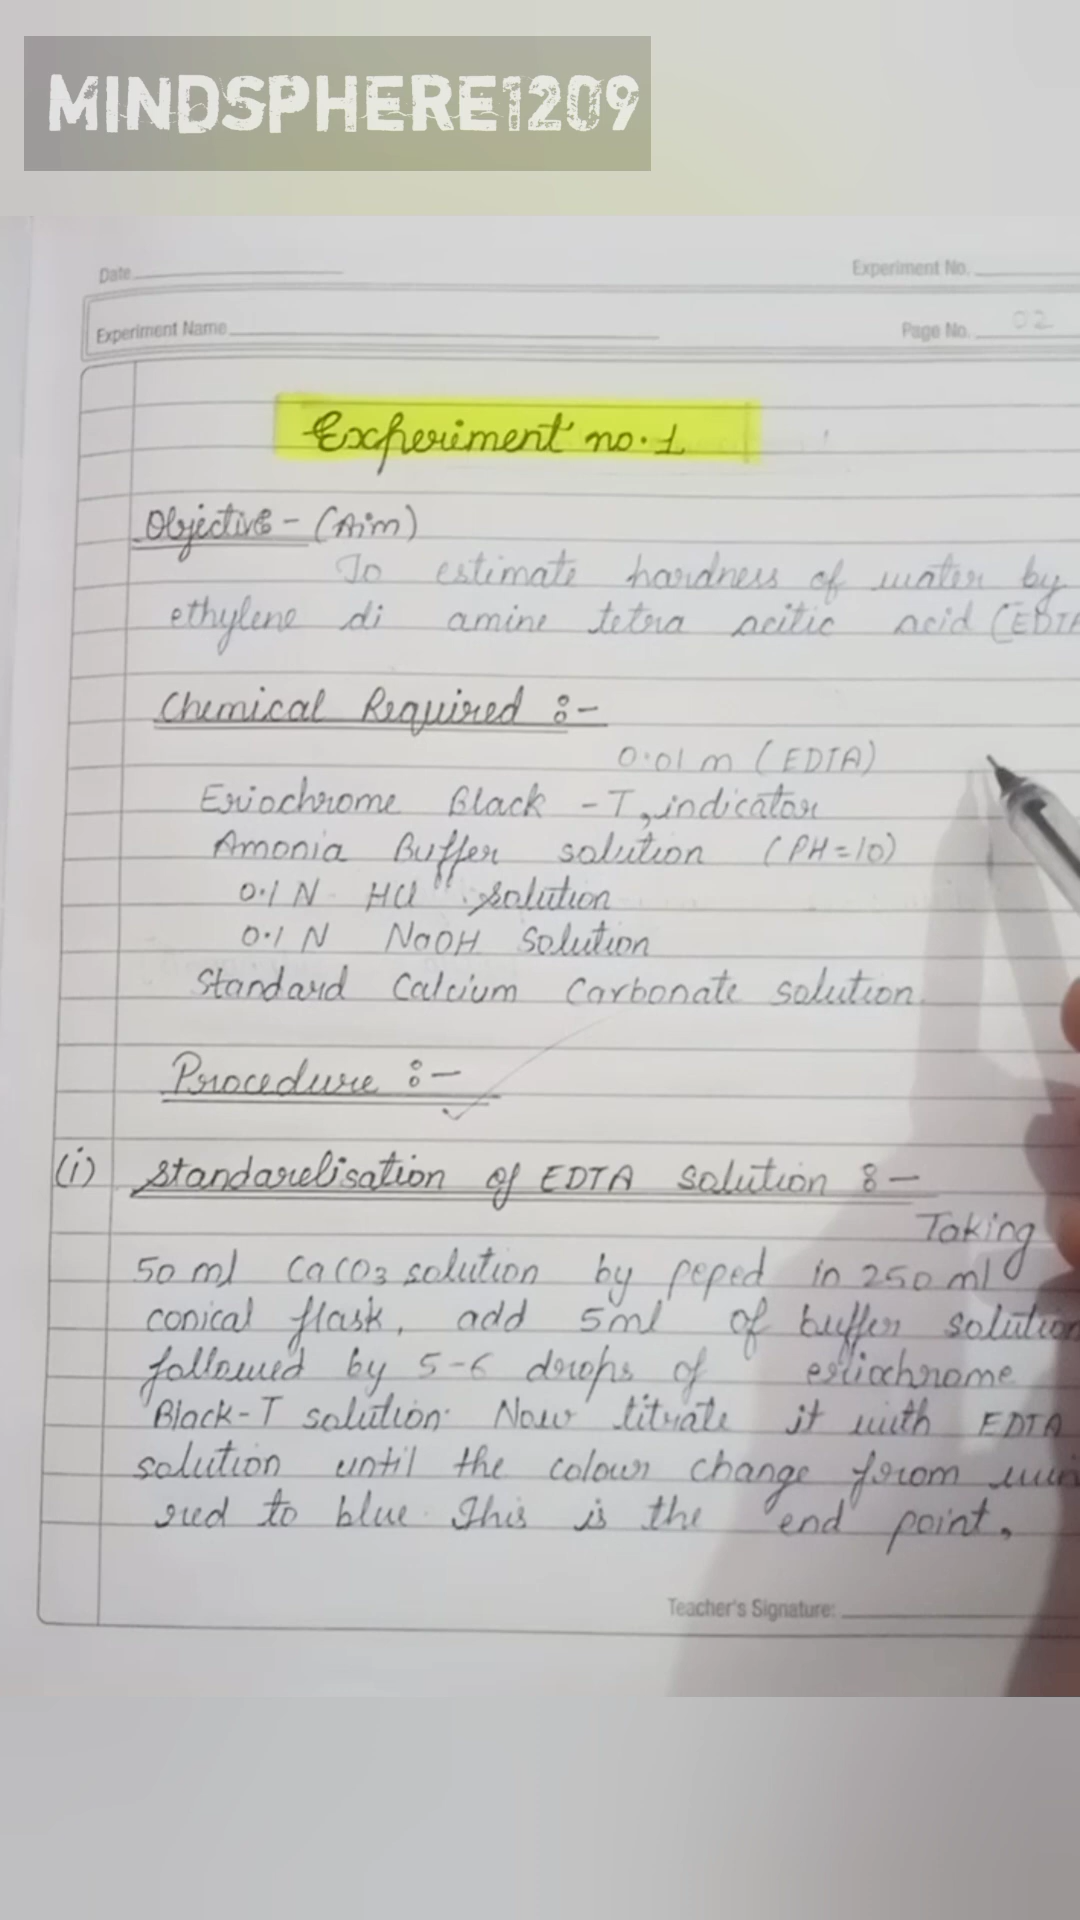 MINDSPHERE1209
Date
Experiment No.
Experiment Name
Page No. 02
Experiment no. 1
Objective - (Aim)
To estimate hardness of water by
ethylene di amine tetra acitic acid (EDTA
Chemical Required :-
0.01 m (EDTA)
Eriochrome Black - T, indicator
Amonia Buffer solution (PH=10)
0.1 N HCl solution
0.1 N NaOH Solution
Standard Calcium Carbonate solution.
Procedure :-
(i) Standardisation of EDTA solution :-
Taking
50 ml CaCO3 solution by peped in 250 ml
conical flask, add 5ml of buffer solution
followed by 5-6 drops of eriochrome
Black-T solution. Now titrate it with EDTA
solution until the colour change from
red to blue. This is the end point.
Teacher's Signature: